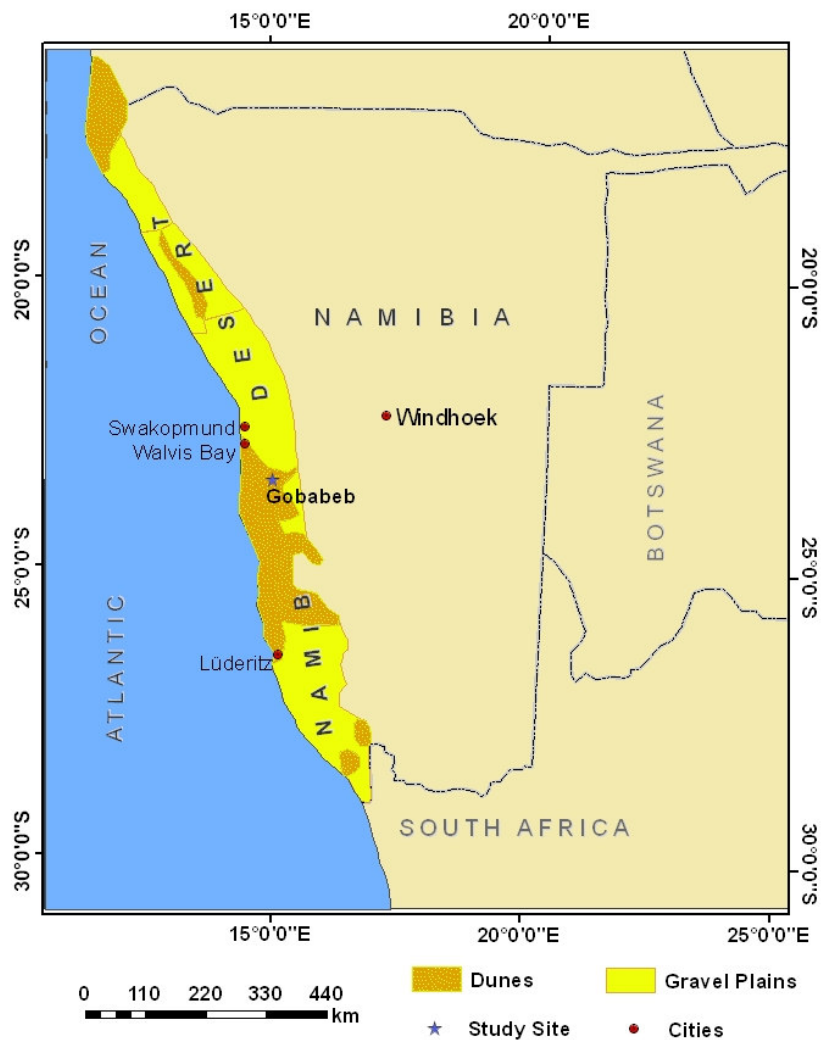 15°0'0"E
20°0'0"E
20°0'0"S
20°0'0"S
OCEAN
NAMIBIA
NAMIB DESERT
Swakopmund
Windhoek
Walvis Bay
Gobabeb
BOTSWANA
25°0'0"S
25°0'0"S
ATLANTIC
Lüderitz
SOUTH AFRICA
30°0'0"S
30°0'0"S
15°0'0"E
20°0'0"E
25°0'0"E
Dunes
Gravel Plains
0 110 220 330 440
km
Study Site
Cities